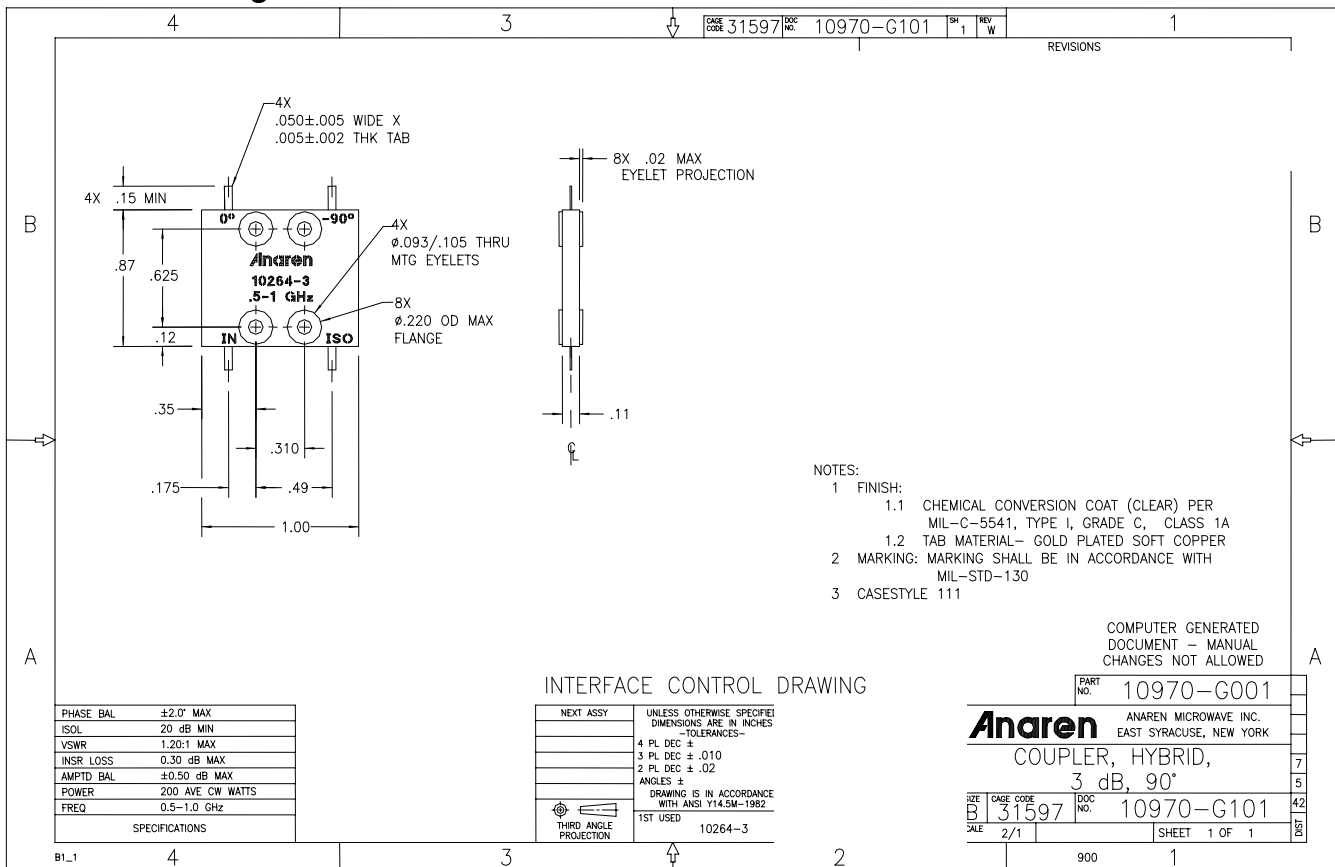 4 3 1
CAGE CODE 31597 DOC NO. 10970-G101 SH 1 REV W
REVISIONS
4X
.050±.005 WIDE X
.005±.002 THK TAB
8X .02 MAX
EYELET PROJECTION
4X .15 MIN
B B
0° -90°
4X
ø.093/.105 THRU
MTG EYELETS
.87
.625
Anaren
10264-3
.5-1 GHz
8X
ø.220 OD MAX
FLANGE
.12
IN ISO
.35
.11
.310
.175
.49
1.00
NOTES:
1 FINISH:
1.1 CHEMICAL CONVERSION COAT (CLEAR) PER
MIL-C-5541, TYPE I, GRADE C, CLASS 1A
1.2 TAB MATERIAL- GOLD PLATED SOFT COPPER
2 MARKING: MARKING SHALL BE IN ACCORDANCE WITH
MIL-STD-130
3 CASESTYLE 111
COMPUTER GENERATED
DOCUMENT - MANUAL
CHANGES NOT ALLOWED
A A
INTERFACE CONTROL DRAWING
PART NO. 10970-G001
PHASE BAL ±2.0° MAX
ISOL 20 dB MIN
VSWR 1.20:1 MAX
INSR LOSS 0.30 dB MAX
AMPTD BAL ±0.50 dB MAX
POWER 200 AVE CW WATTS
FREQ 0.5-1.0 GHz
SPECIFICATIONS
NEXT ASSY
UNLESS OTHERWISE SPECIFIE
DIMENSIONS ARE IN INCHES
-TOLERANCES-
4 PL DEC ±
3 PL DEC ± .010
2 PL DEC ± .02
ANGLES ±
DRAWING IS IN ACCORDANCE
WITH ANSI Y14.5M-1982
THIRD ANGLE
PROJECTION
1ST USED
10264-3
Anaren
ANAREN MICROWAVE INC.
EAST SYRACUSE, NEW YORK
COUPLER, HYBRID,
3 dB, 90°
7
5
42
DIST
B
CAGE CODE 31597
DOC NO. 10970-G101
2/1
SHEET 1 OF 1
B1_1 4 3 2 900 1